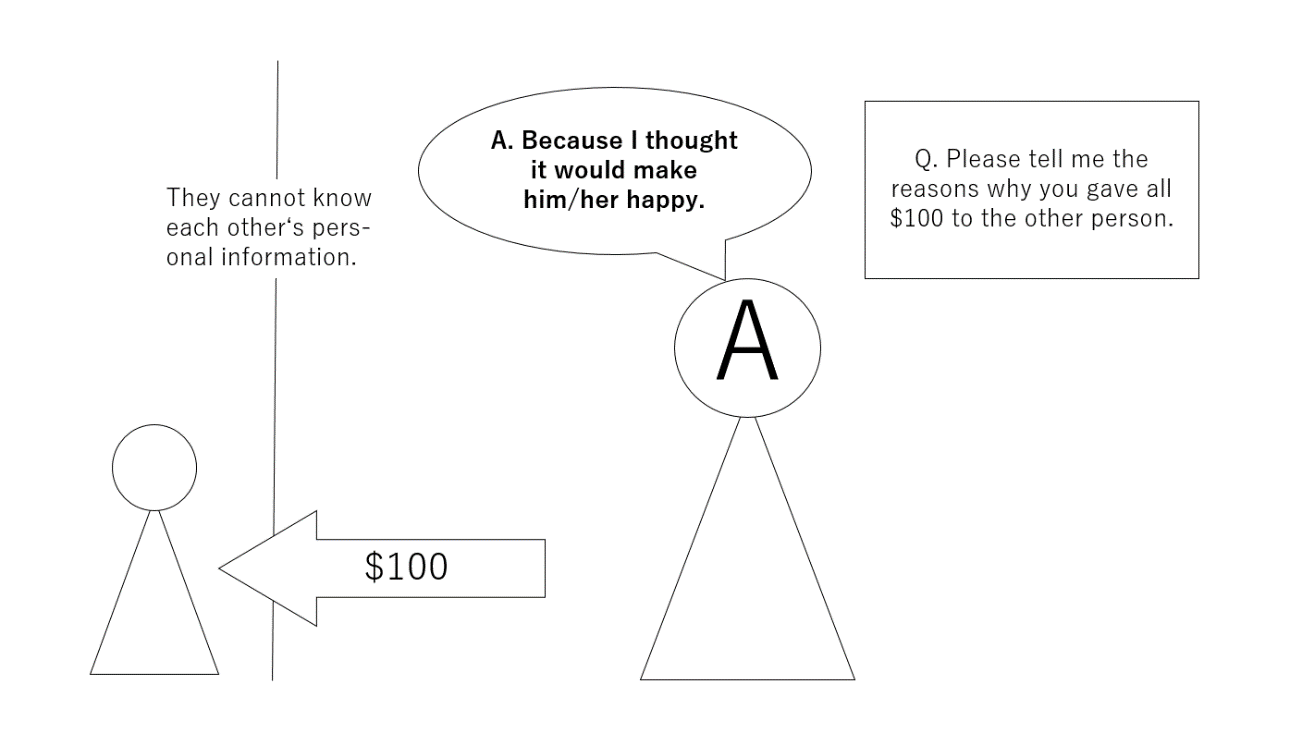 They cannot know
each other‘s pers-
onal information.
A. Because I thought
it would make
him/her happy.
Q. Please tell me the
reasons why you gave all
$100 to the other person.
A
$100